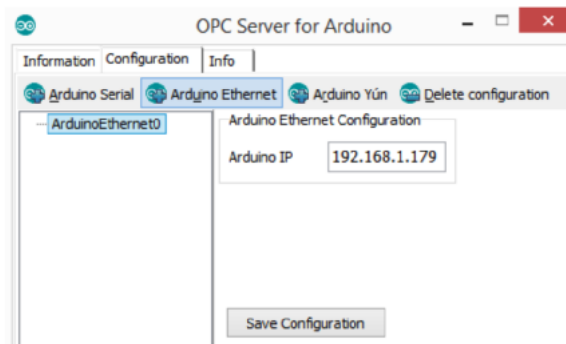 OPC Server for Arduino
Information Configuration Info
Arduino Serial Arduino Ethernet Arduino Yún Delete configuration
ArduinoEthernet0
Arduino Ethernet Configuration
Arduino IP 192.168.1.179
Save Configuration